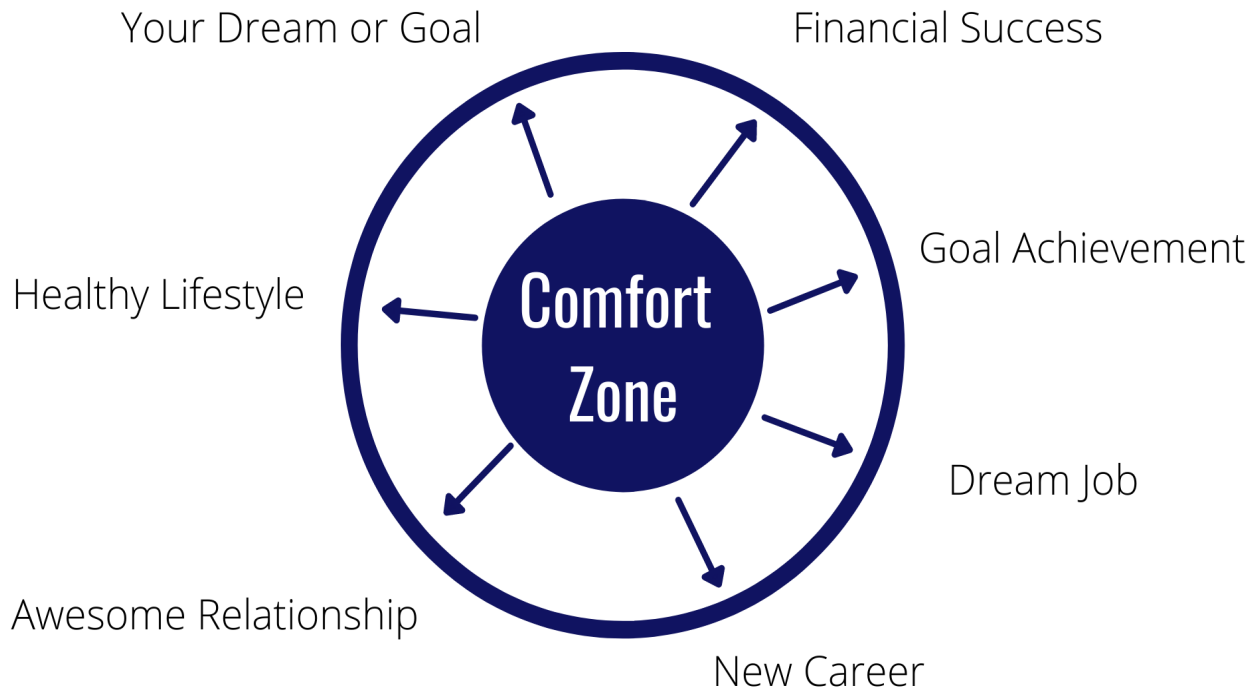 Your Dream or Goal
Financial Success
Goal Achievement
Healthy Lifestyle
Comfort
Zone
Dream Job
Awesome Relationship
New Career